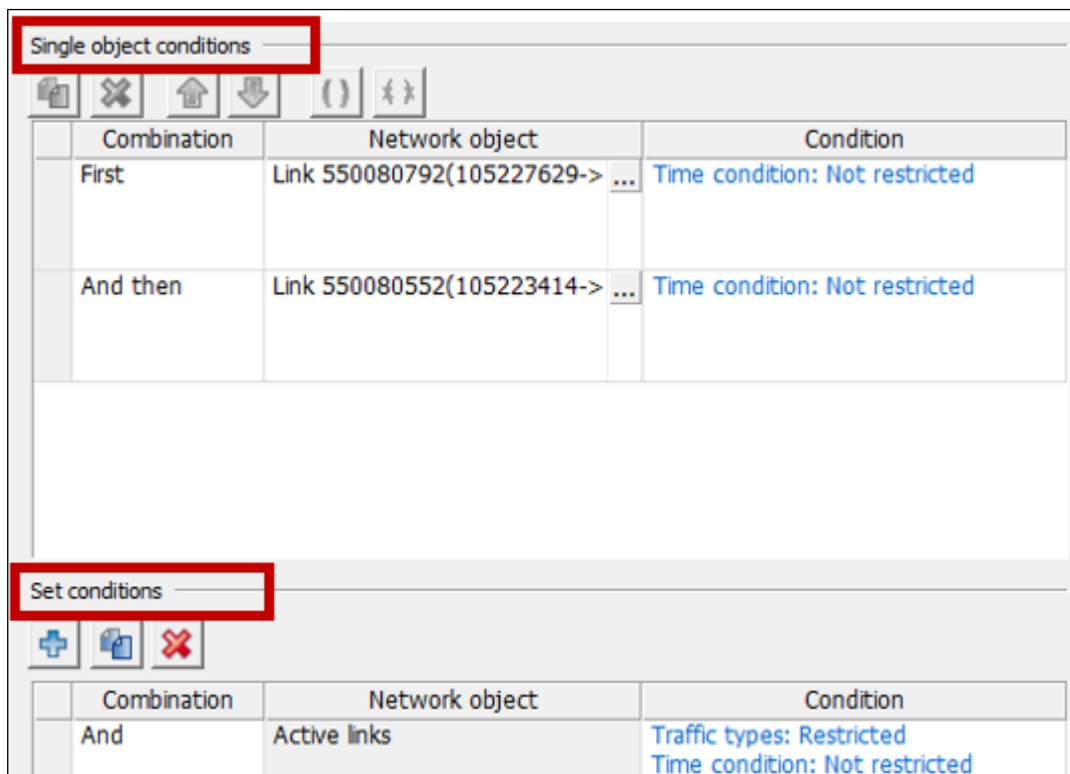 Single object conditions
Combination Network object Condition
First Link 550080792(105227629-> ... Time condition: Not restricted
And then Link 550080552(105223414-> ... Time condition: Not restricted
Set conditions
Combination Network object Condition
And Active links Traffic types: Restricted
Time condition: Not restricted